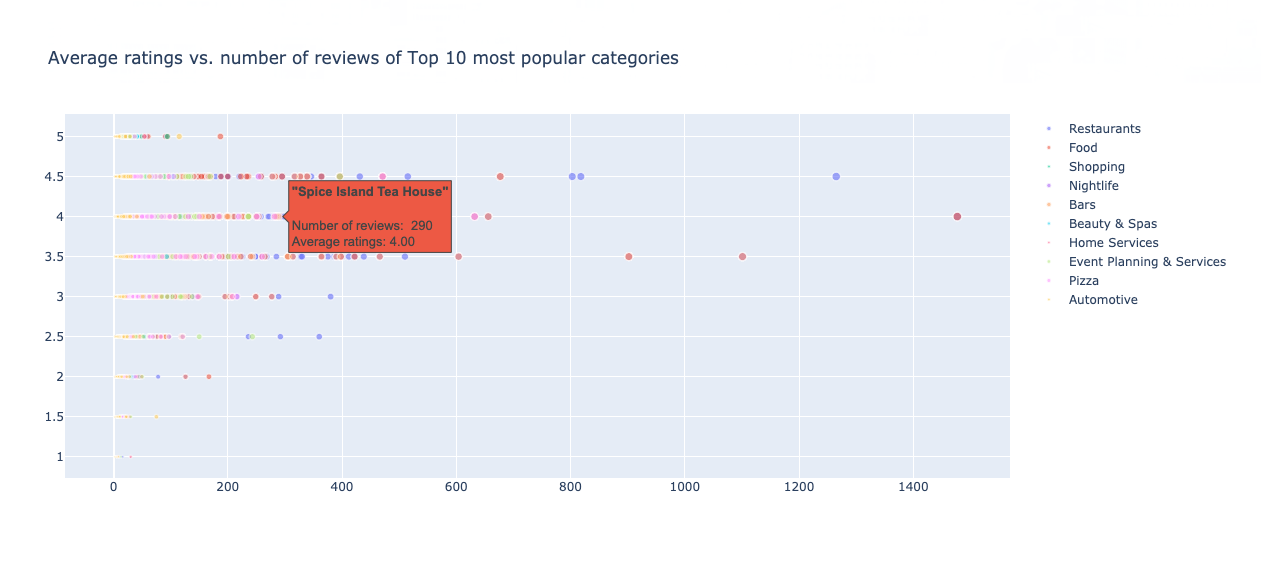 Average ratings vs. number of reviews of Top 10 most popular categories
5
4.5
4
3.5
3
2.5
2
1.5
1
"Spice Island Tea House"
Number of reviews:  290
Average ratings: 4.00
0
200
400
600
800
1000
1200
1400
Restaurants
Food
Shopping
Nightlife
Bars
Beauty & Spas
Home Services
Event Planning & Services
Pizza
Automotive